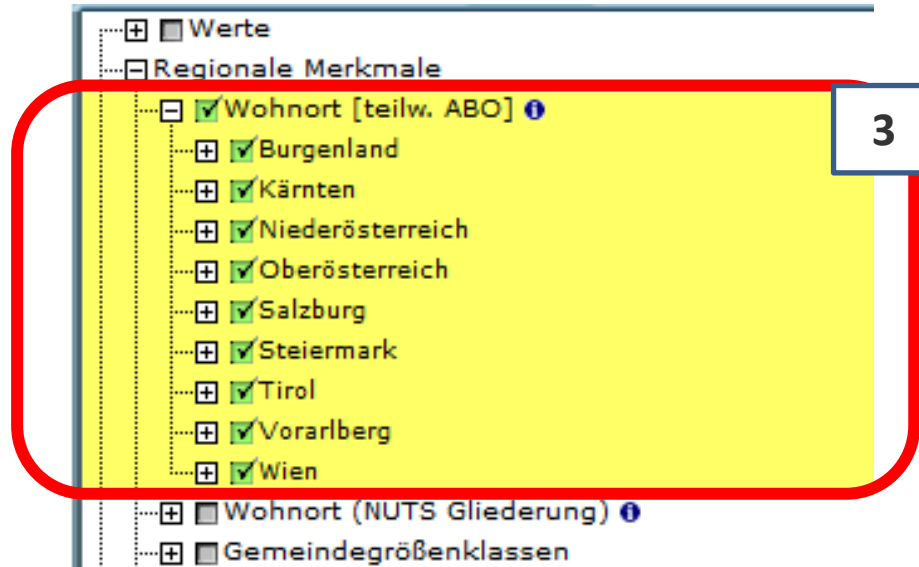 Werte
Regionale Merkmale
Wohnort [teilw. ABO]
3
Burgenland
Kärnten
Niederösterreich
Oberösterreich
Salzburg
Steiermark
Tirol
Vorarlberg
Wien
Wohnort (NUTS Gliederung)
Gemeindegrößenklassen